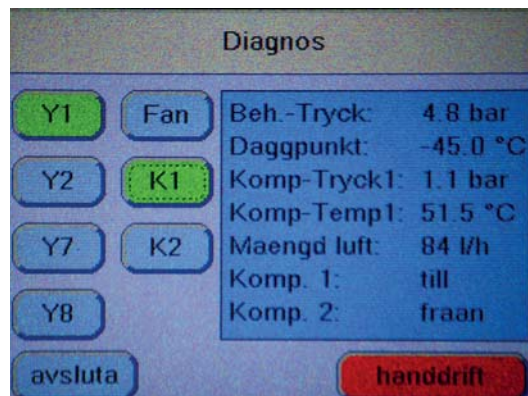 Diagnos
Y1 Fan
Y2 K1
Y7 K2
Y8
Beh.-Tryck: 4.8 bar
Daggpunkt: -45.0 °C
Komp-Tryck1: 1.1 bar
Komp-Temp1: 51.5 °C
Maengd luft: 84 l/h
Komp. 1: till
Komp. 2: fraan
avsluta handdrift